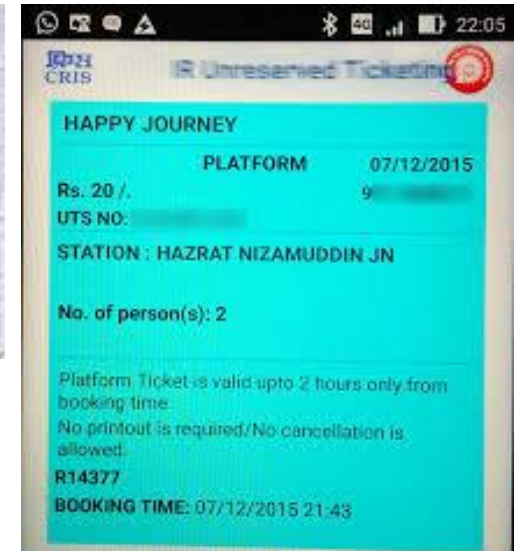 40 22:05
CRIS
IR Unreserved Ticketing
HAPPY JOURNEY
PLATFORM 07/12/2015
Rs. 20 /. 9
UTS NO:
STATION : HAZRAT NIZAMUDDIN JN
No. of person(s): 2
Platform Ticket is valid upto 2 hours only from
booking time
No printout is required/No cancellation is
allowed.
R14377
BOOKING TIME: 07/12/2015 21:43